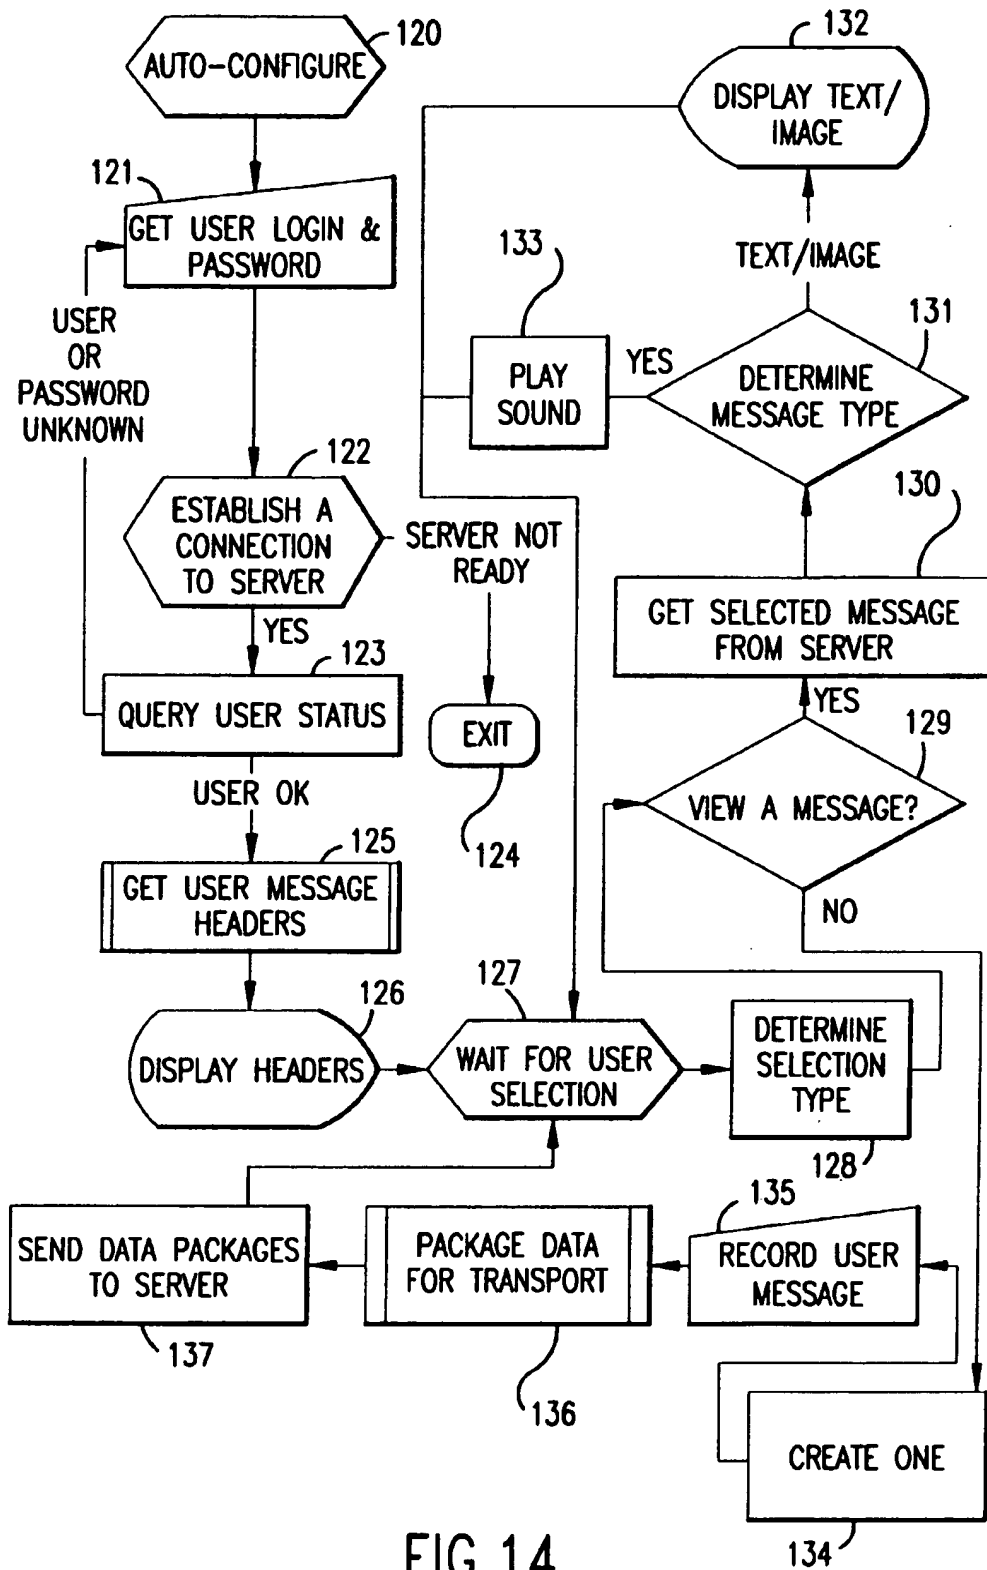 120
AUTO-CONFIGURE
121
GET USER LOGIN &
PASSWORD
USER
OR
PASSWORD
UNKNOWN
122
ESTABLISH A
CONNECTION
TO SERVER
SERVER NOT
READY
YES
123
QUERY USER STATUS
EXIT
124
USER OK
125
GET USER MESSAGE
HEADERS
126
DISPLAY HEADERS
127
WAIT FOR USER
SELECTION
DETERMINE
SELECTION
TYPE
128
VIEW A MESSAGE?
129
YES
NO
130
GET SELECTED MESSAGE
FROM SERVER
131
DETERMINE
MESSAGE TYPE
TEXT/IMAGE
132
DISPLAY TEXT/
IMAGE
YES
133
PLAY
SOUND
CREATE ONE
134
135
RECORD USER
MESSAGE
PACKAGE DATA
FOR TRANSPORT
136
SEND DATA PACKAGES
TO SERVER
137
FIG.14